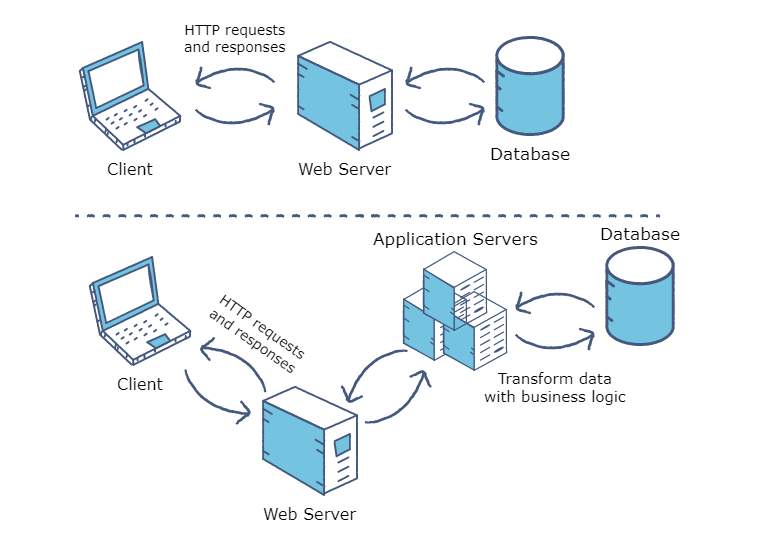 HTTP requests
and responses
Client
Web Server
Database
Application Servers
Database
HTTP requests
and responses
Client
Transform data
with business logic
Web Server